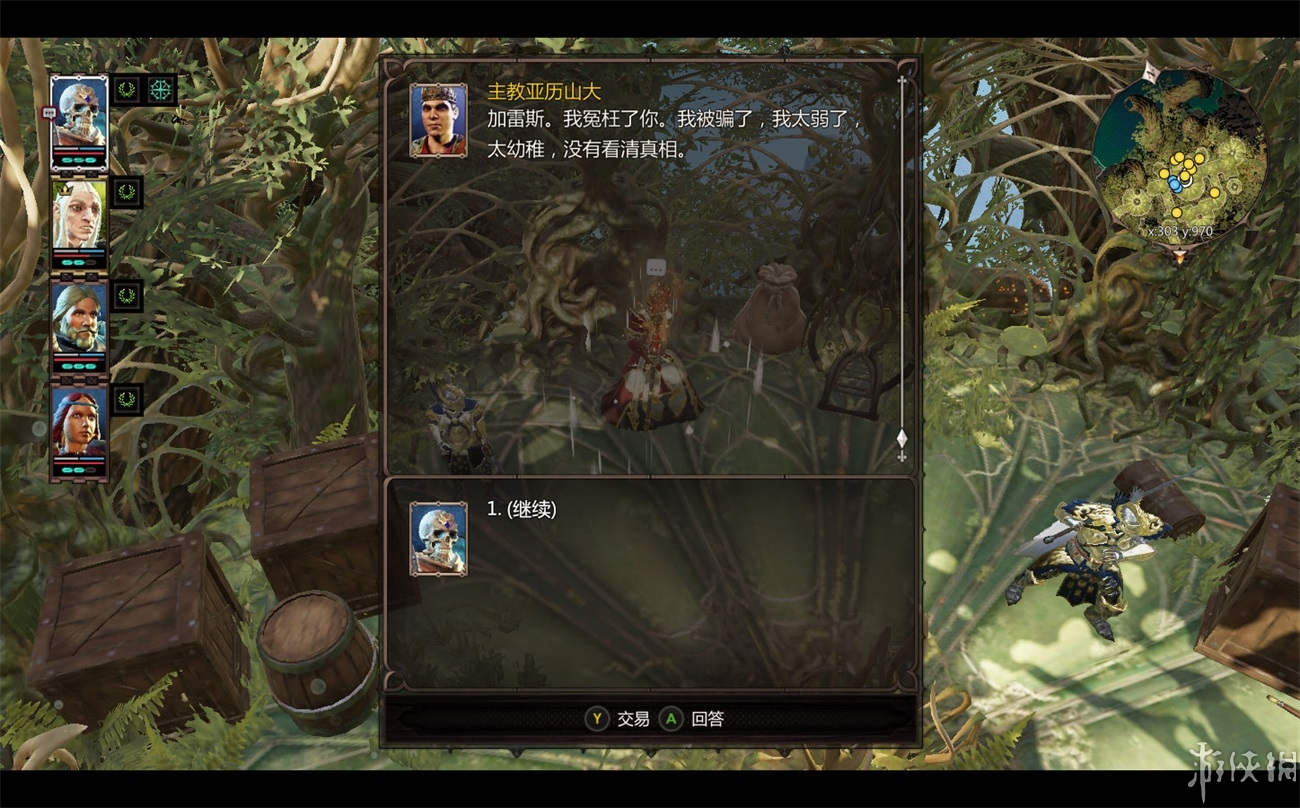 主教亚历山大
加雷斯。我冤枉了你。我被骗了，我太弱了，
太幼稚，没有看清真相。
x:303 y:970
1. (继续)
Y 交易 A 回答
游侠网